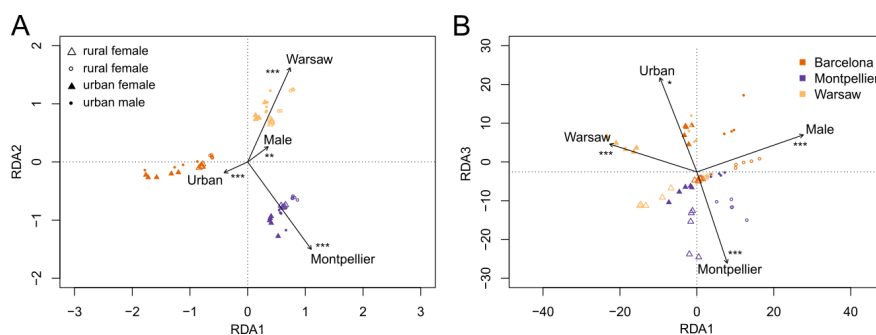 A
rural female
rural female
urban female
urban male
Warsaw
***
Male
**
Urban
***
***
Montpellier
2
1
0
-1
-2
RDA2
-3
-2
-1
0
1
2
3
RDA1
B
Barcelona
Montpellier
Warsaw
Urban
*
Male
***
Warsaw
***
***
Montpellier
30
20
10
0
-10
-20
-30
RDA3
-40
-20
0
20
40
RDA1